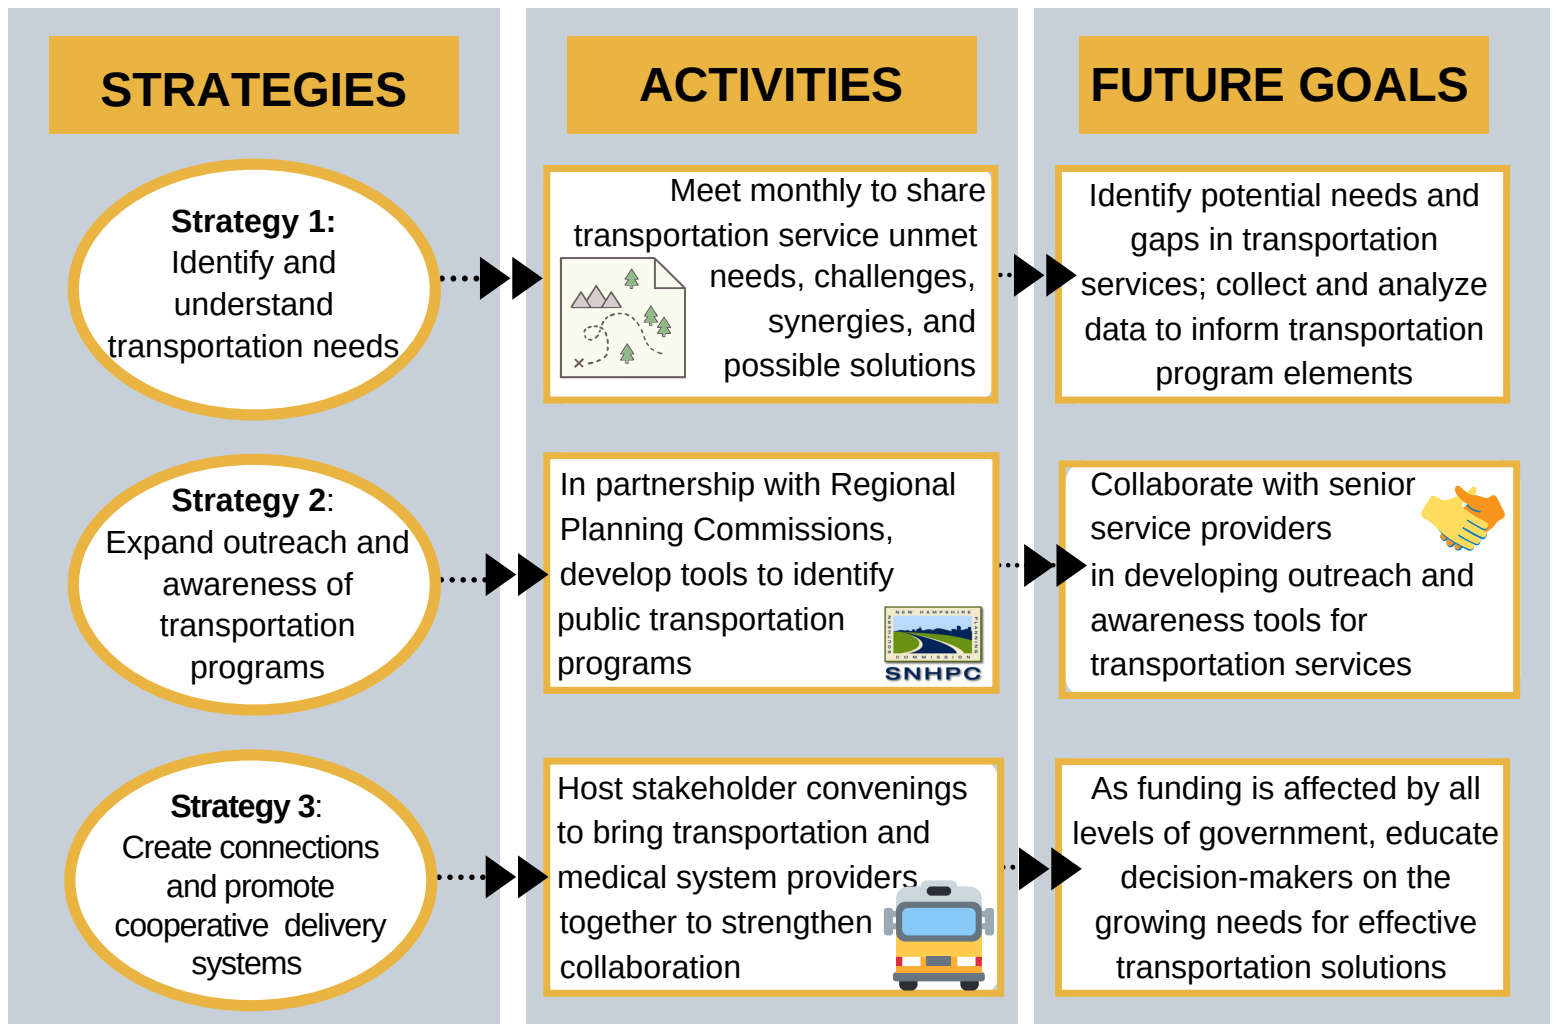 STRATEGIES
ACTIVITIES
FUTURE GOALS
Strategy 1:
Identify and
understand
transportation needs
Meet monthly to share
transportation service unmet
needs, challenges,
synergies, and
possible solutions
Identify potential needs and
gaps in transportation
services; collect and analyze
data to inform transportation
program elements
Strategy 2:
Expand outreach and
awareness of
transportation
programs
In partnership with Regional
Planning Commissions,
develop tools to identify
public transportation
programs
NEW HAMPSHIRE
SOUTHERN
PLANNING
COMMISSION
SNHPC
Collaborate with senior
service providers
in developing outreach and
awareness tools for
transportation services
Strategy 3:
Create connections
and promote
cooperative  delivery
systems
Host stakeholder convenings
to bring transportation and
medical system providers
together to strengthen
collaboration
As funding is affected by all
levels of government, educate
decision-makers on the
growing needs for effective
transportation solutions